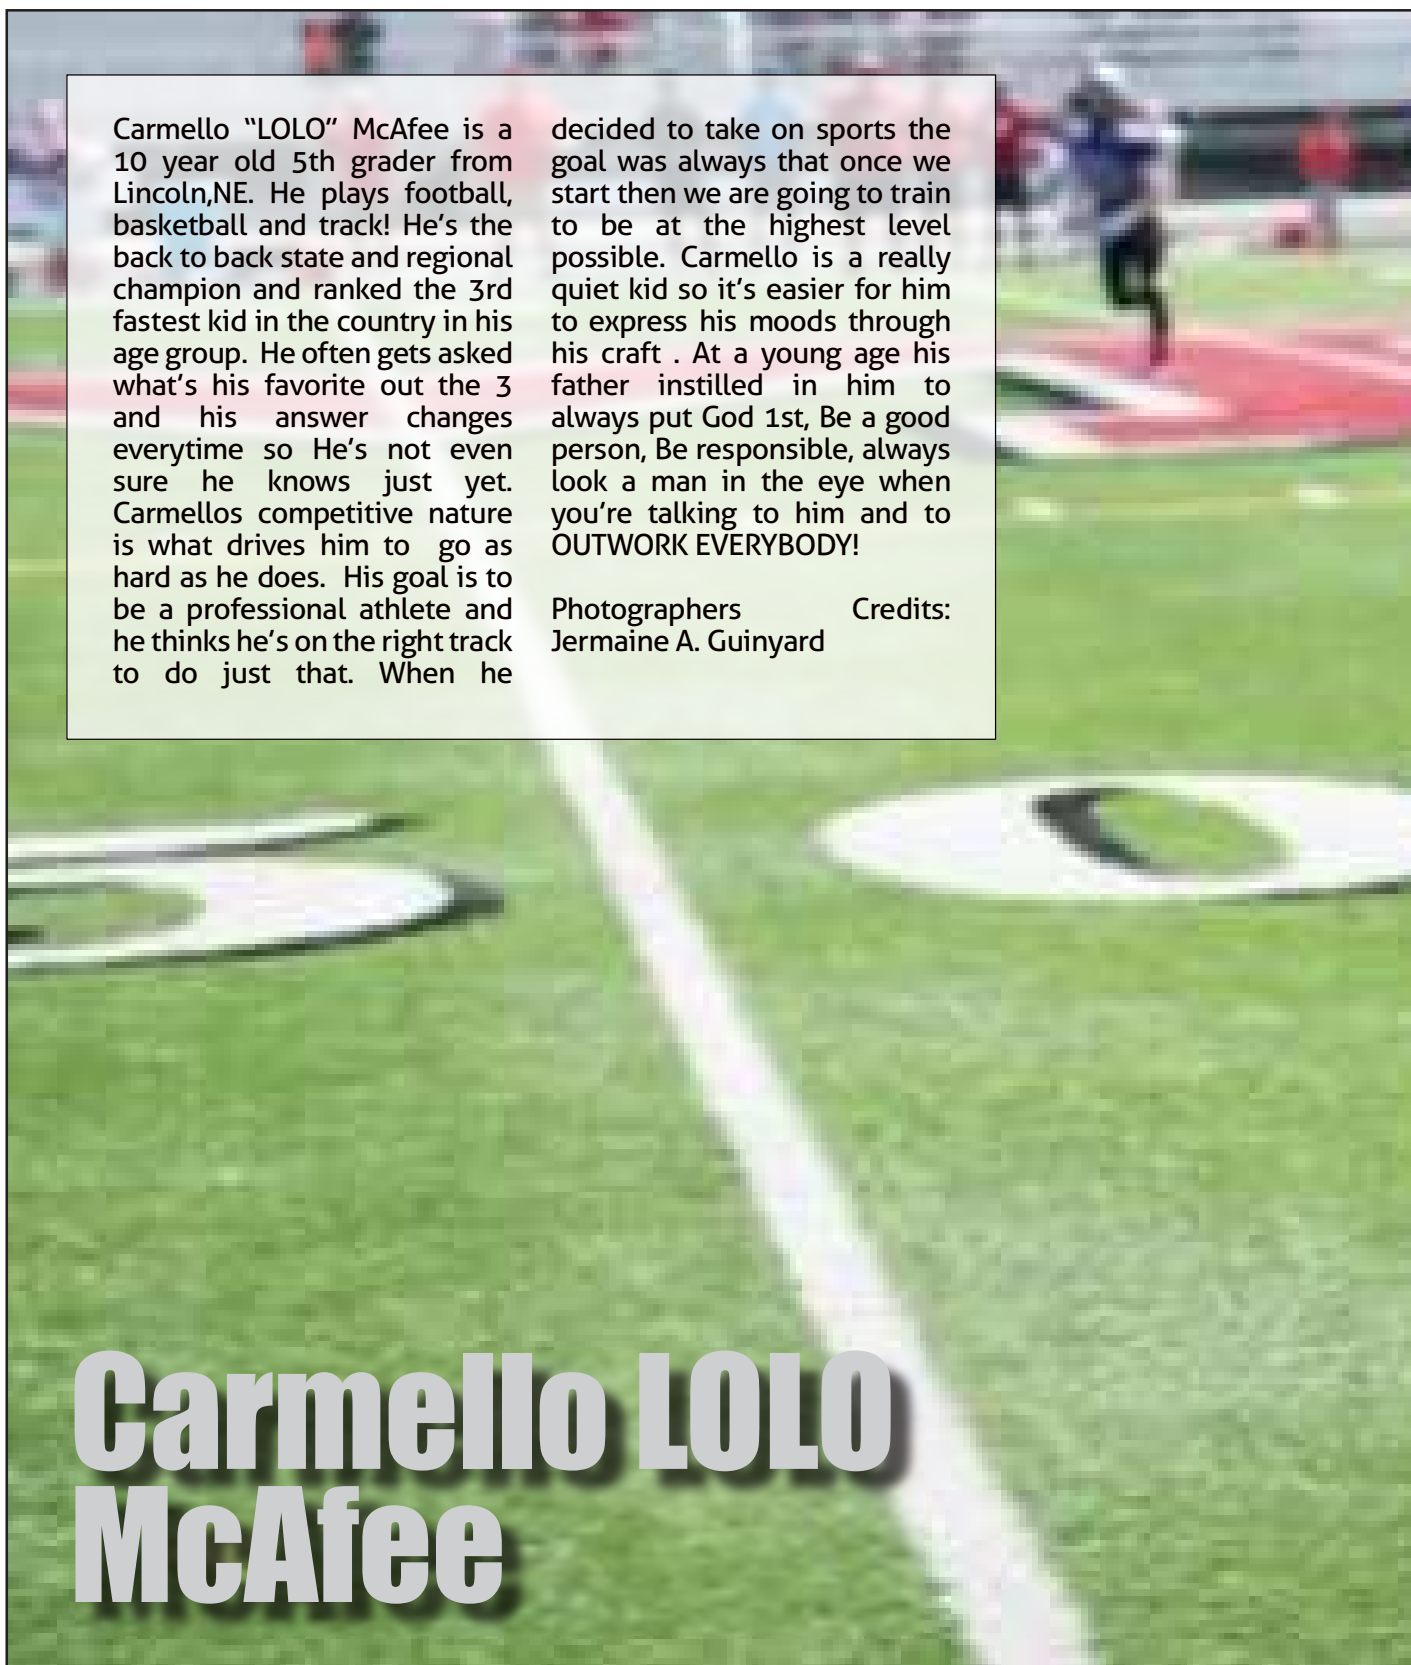 Carmello “LOLO” McAfee is a
10 year old 5th grader from
Lincoln,NE. He plays football,
basketball and track! He’s the
back to back state and regional
champion and ranked the 3rd
fastest kid in the country in his
age group.  He often gets asked
what’s his favorite out the 3
and his answer changes
everytime so He’s not even
sure he knows just yet.
Carmellos competitive nature
is what drives him to  go as
hard as he does.  His goal is to
be a professional athlete and
he thinks he’s on the right track
to do just that. When he
decided to take on sports the
goal was always that once we
start then we are going to train
to be at the highest level
possible. Carmello is a really
quiet kid so it’s easier for him
to express his moods through
his craft . At a young age his
father instilled in him to
always put God 1st, Be a good
person, Be responsible, always
look a man in the eye when
you’re talking to him and to
OUTWORK EVERYBODY!
Photographers Credits:
Jermaine A. Guinyard
Carmello LOLO
McAfee